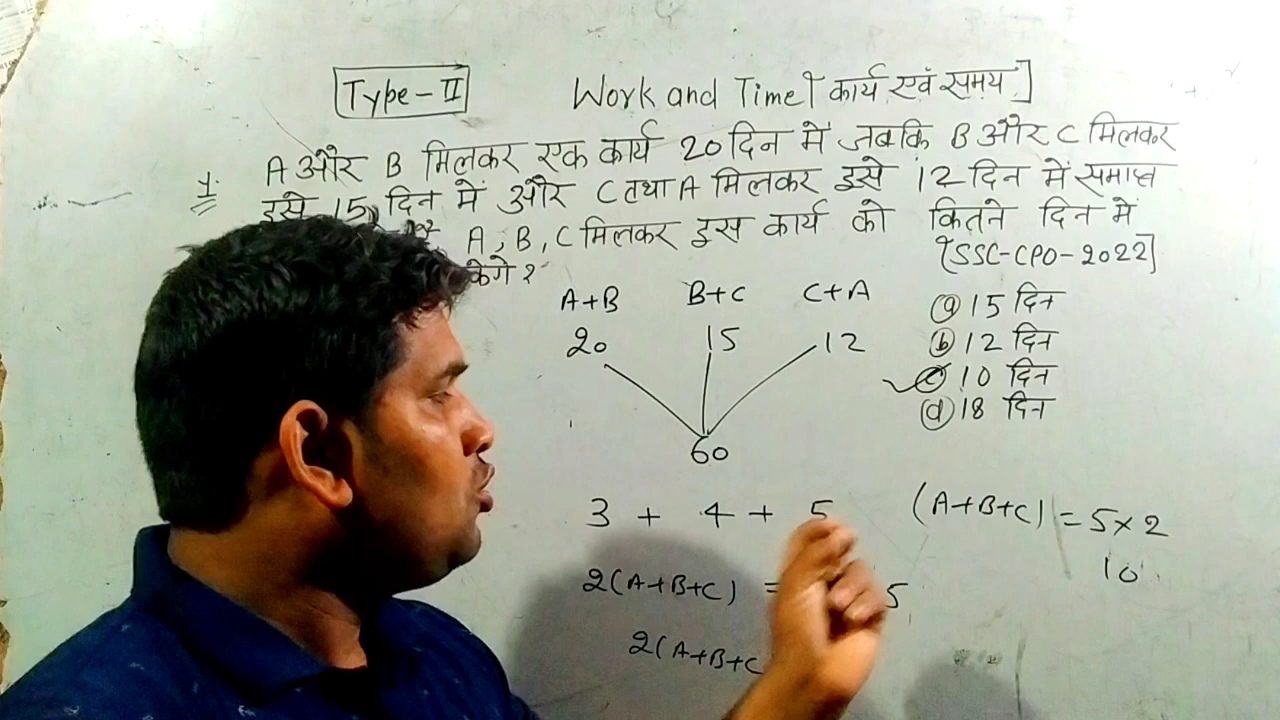 Type-II
Work and Time [कार्य एवं समय]
1. A और B मिलकर एक कार्य 20 दिन में जबकि B और C मिलकर
इसे 15 दिन में और C तथा A मिलकर इसे 12 दिन में समाप्त
A, B, C मिलकर इस कार्य को कितने दिन में
[SSC-CPO-2022]
A+B B+C C+A
20 15 12
60
(a) 15 दिन
(b) 12 दिन
(c) 10 दिन
(d) 18 दिन
3 + 4 + 5
(A+B+C) = 5×2
10
2(A+B+C) = 5
2(A+B+C